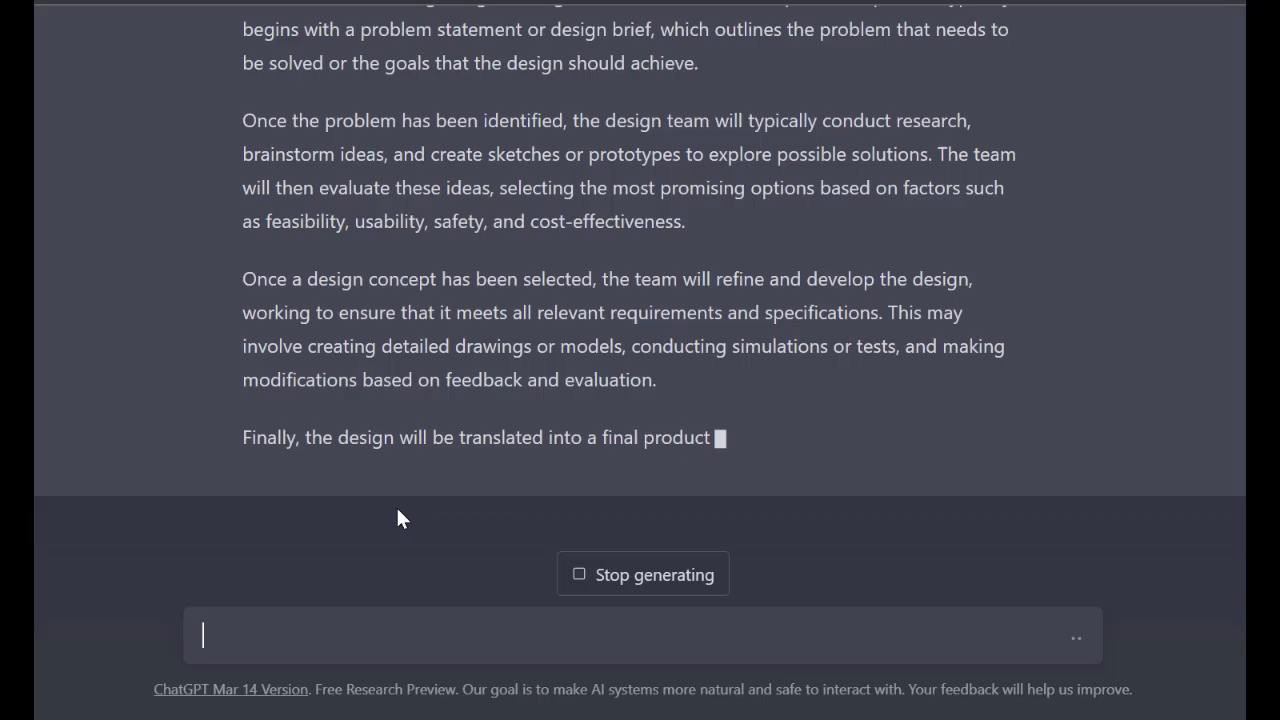 begins with a problem statement or design brief, which outlines the problem that needs to
be solved or the goals that the design should achieve.
Once the problem has been identified, the design team will typically conduct research,
brainstorm ideas, and create sketches or prototypes to explore possible solutions. The team
will then evaluate these ideas, selecting the most promising options based on factors such
as feasibility, usability, safety, and cost-effectiveness.
Once a design concept has been selected, the team will refine and develop the design,
working to ensure that it meets all relevant requirements and specifications. This may
involve creating detailed drawings or models, conducting simulations or tests, and making
modifications based on feedback and evaluation.
Finally, the design will be translated into a final product
Stop generating
ChatGPT Mar 14 Version. Free Research Preview. Our goal is to make AI systems more natural and safe to interact with. Your feedback will help us improve.